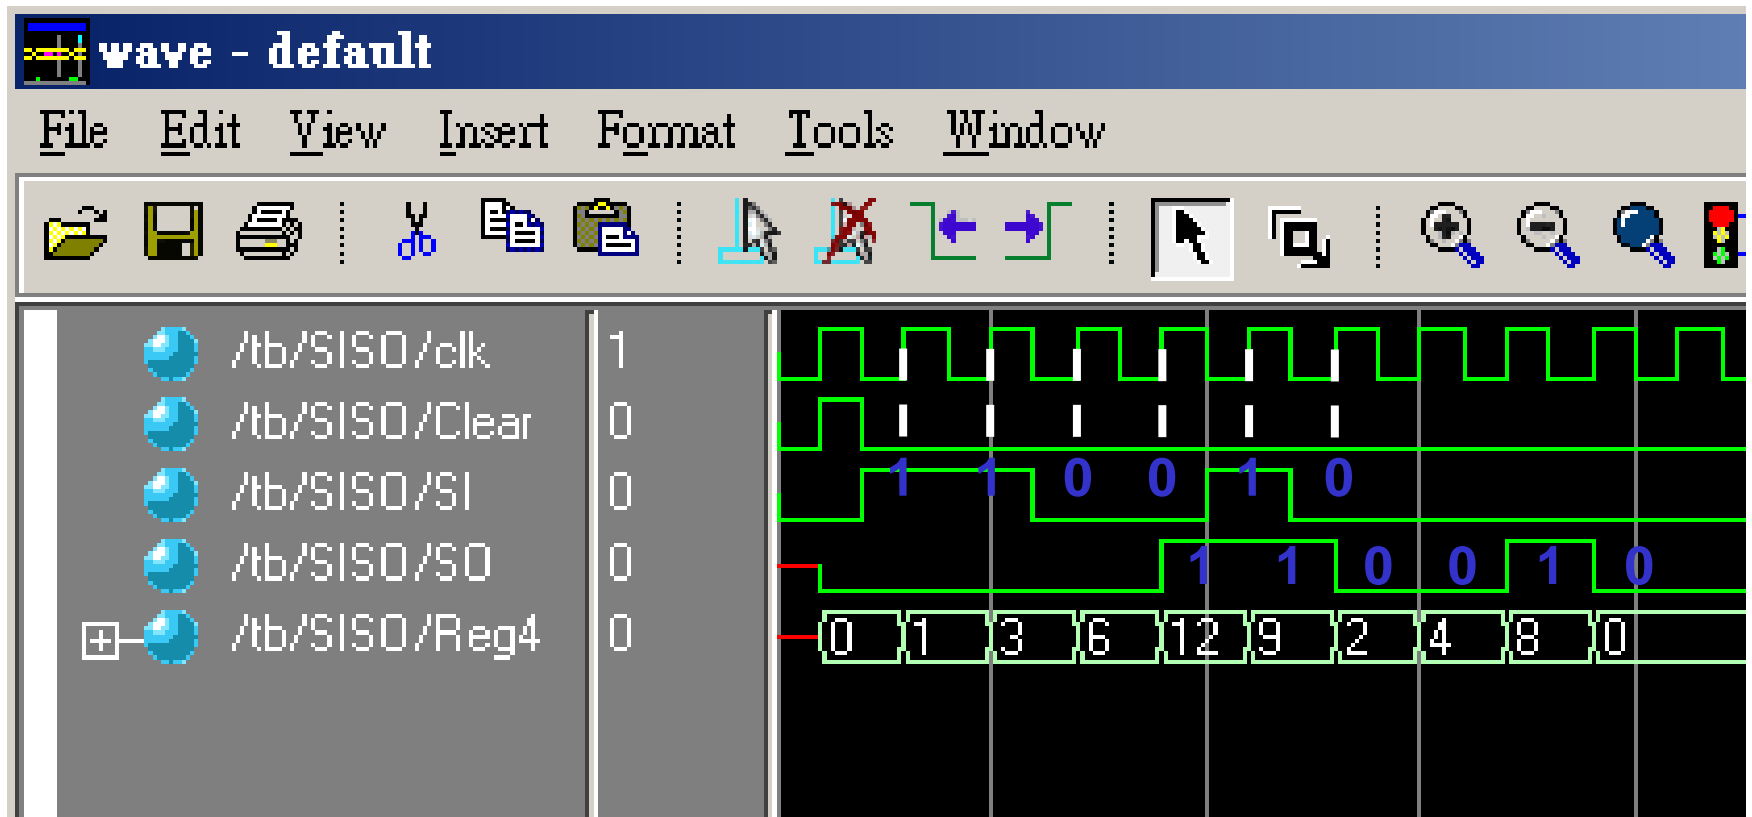 wave - default
File Edit View Insert Format Tools Window
/tb/SISO/clk 1
/tb/SISO/Clear 0
/tb/SISO/SI 0 1 1 0 0 1 0
/tb/SISO/SO 0 1 1 0 0 1 0
/tb/SISO/Reg4 0 0 1 3 6 12 9 2 4 8 0